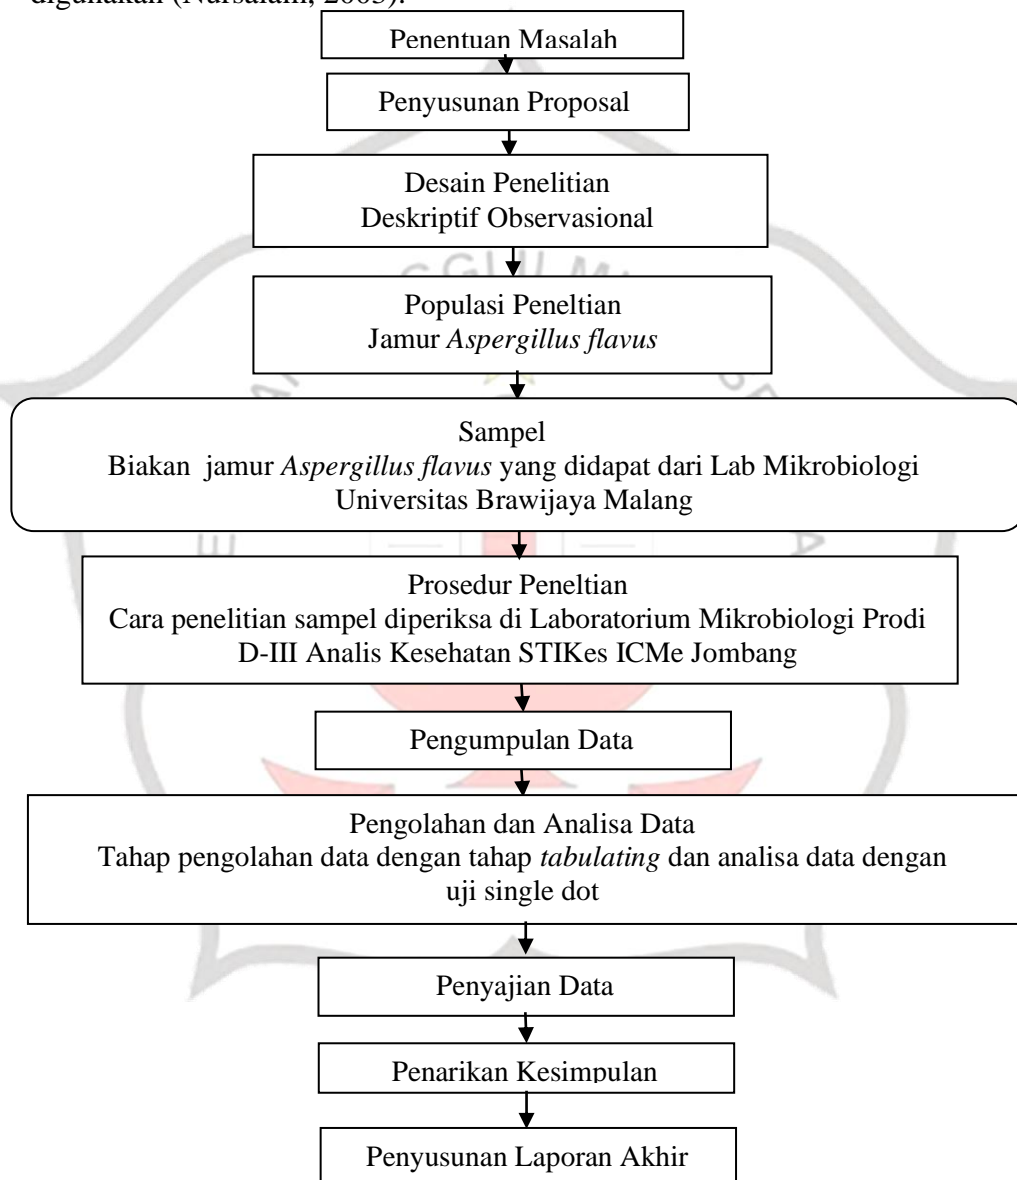 digunakan (Nursalam, 2003).
Penentuan Masalah
Penyusunan Proposal
Desain Penelitian
Deskriptif Observasional
Populasi Peneltian
Jamur Aspergillus flavus
Sampel
Biakan jamur Aspergillus flavus yang didapat dari Lab Mikrobiologi
Universitas Brawijaya Malang
Prosedur Peneltian
Cara penelitian sampel diperiksa di Laboratorium Mikrobiologi Prodi
D-III Analis Kesehatan STIKes ICMe Jombang
Pengumpulan Data
Pengolahan dan Analisa Data
Tahap pengolahan data dengan tahap tabulating dan analisa data dengan
uji single dot
Penyajian Data
Penarikan Kesimpulan
Penyusunan Laporan Akhir